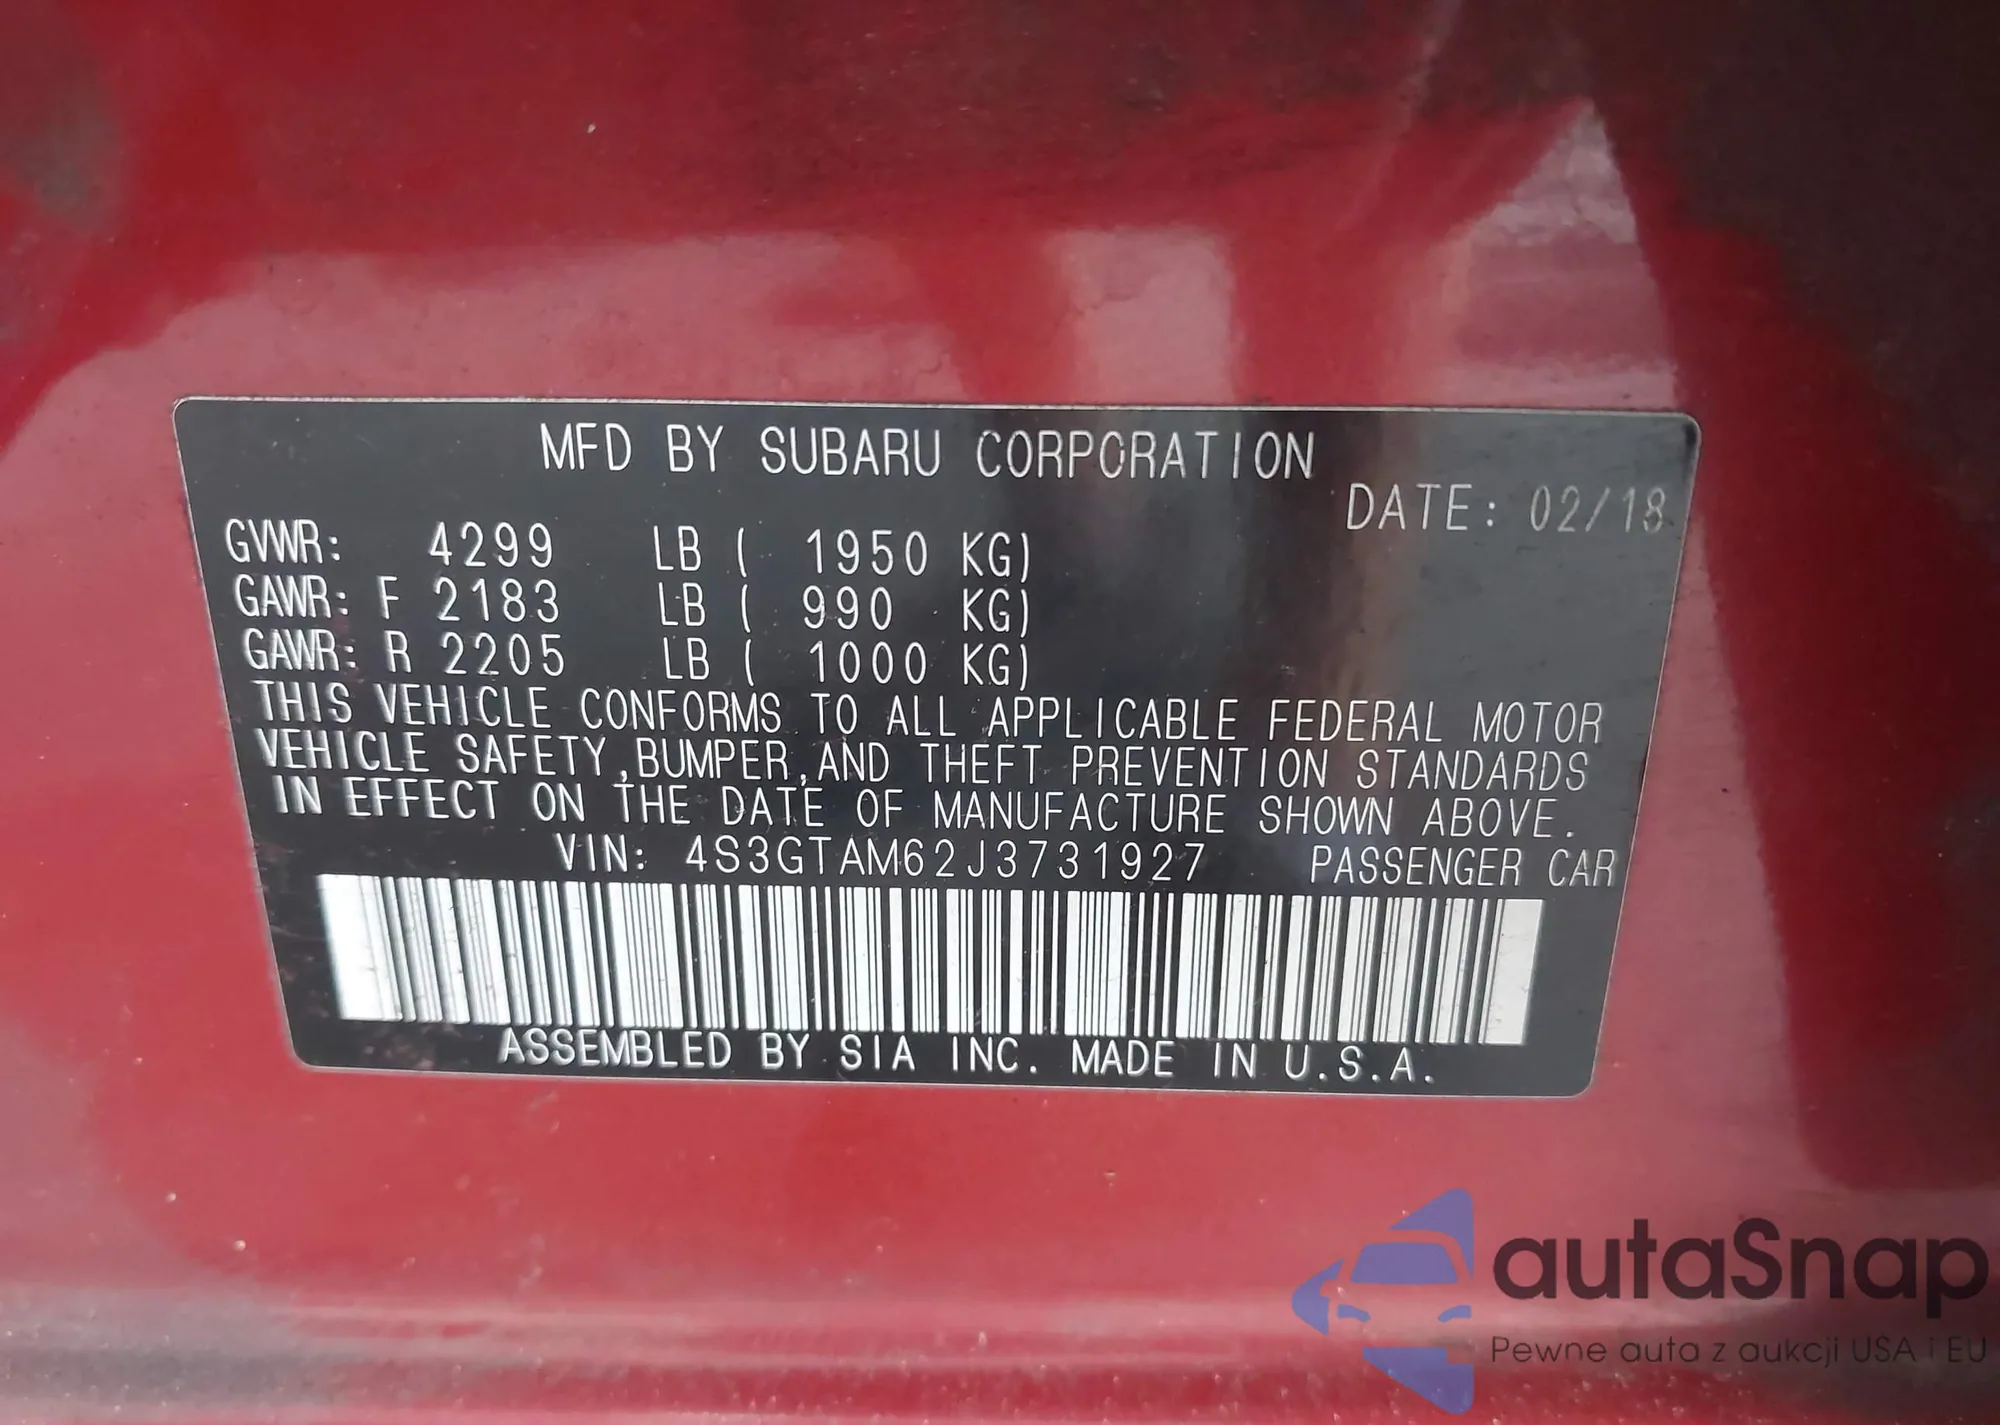 MFD BY SUBARU CORPORATION
DATE: 02/18
GVWR: 4299 LB ( 1950 KG)
GAWR: F 2183 LB ( 990 KG)
GAWR: R 2205 LB ( 1000 KG)
THIS VEHICLE CONFORMS TO ALL APPLICABLE FEDERAL MOTOR
VEHICLE SAFETY,BUMPER,AND THEFT PREVENTION STANDARDS
IN EFFECT ON THE DATE OF MANUFACTURE SHOWN ABOVE.
VIN: 4S3GTAM62J3731927 PASSENGER CAR
ASSEMBLED BY SIA INC. MADE IN U.S.A.
autaSnap
Pewne auta z aukcji USA i EU